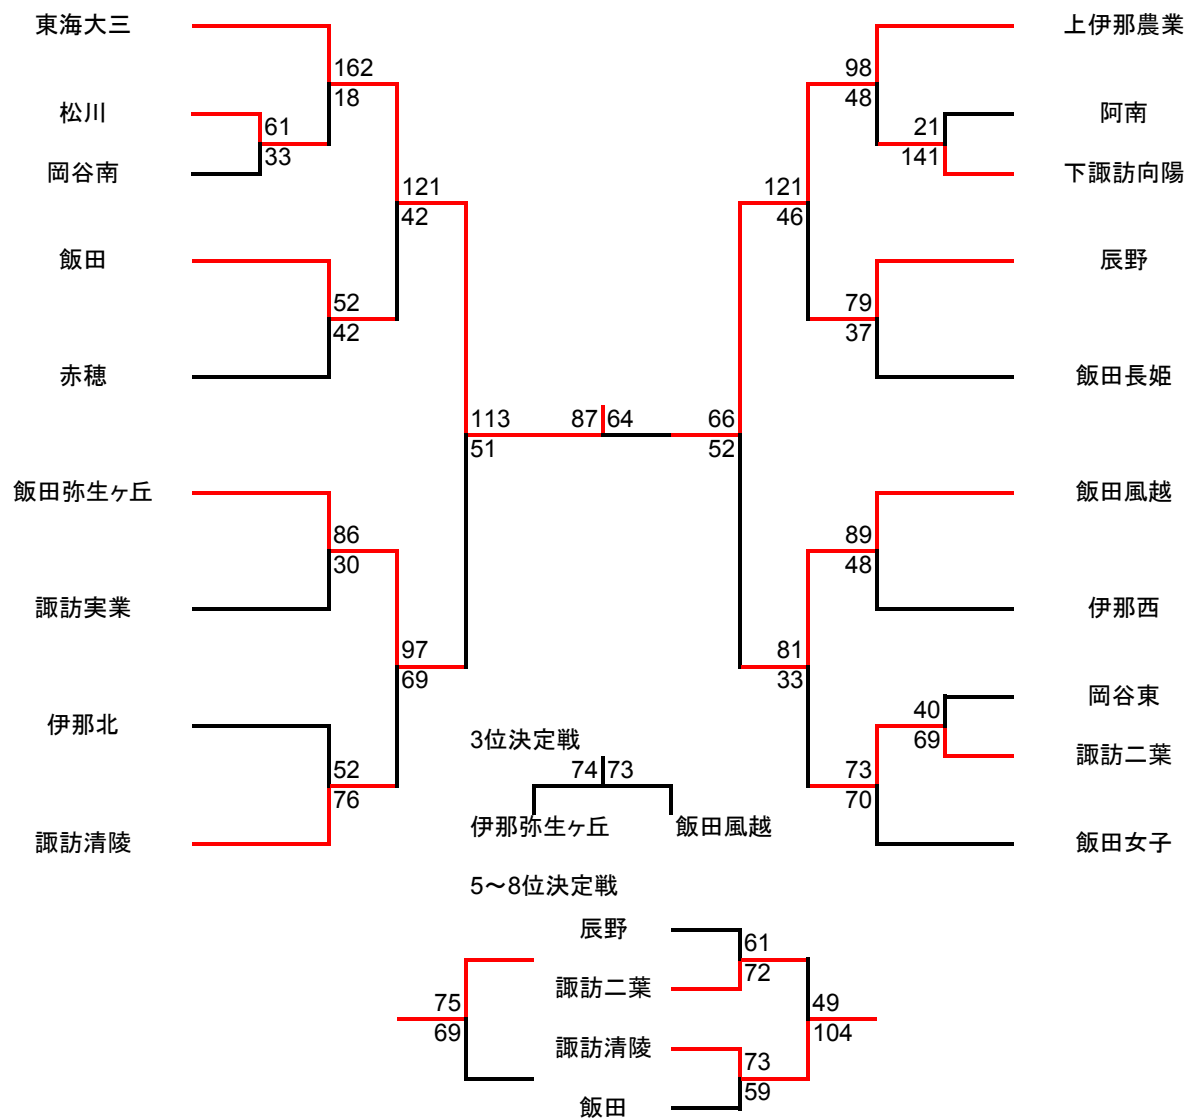 東海大三
162
18
松川
61
33
岡谷南
121
42
飯田
52
42
赤穂
113
51
飯田弥生ヶ丘
86
30
諏訪実業
97
69
伊那北
52
76
諏訪清陵
87 64
上伊那農業
98
48
阿南
21
141
下諏訪向陽
121
46
辰野
79
37
飯田長姫
66
52
飯田風越
89
48
伊那西
81
33
岡谷東
40
69
諏訪二葉
73
70
飯田女子
3位決定戦
74 73
伊那弥生ヶ丘 飯田風越
5～8位決定戦
辰野
61
72
諏訪二葉
75
69
49
104
諏訪清陵
73
59
飯田